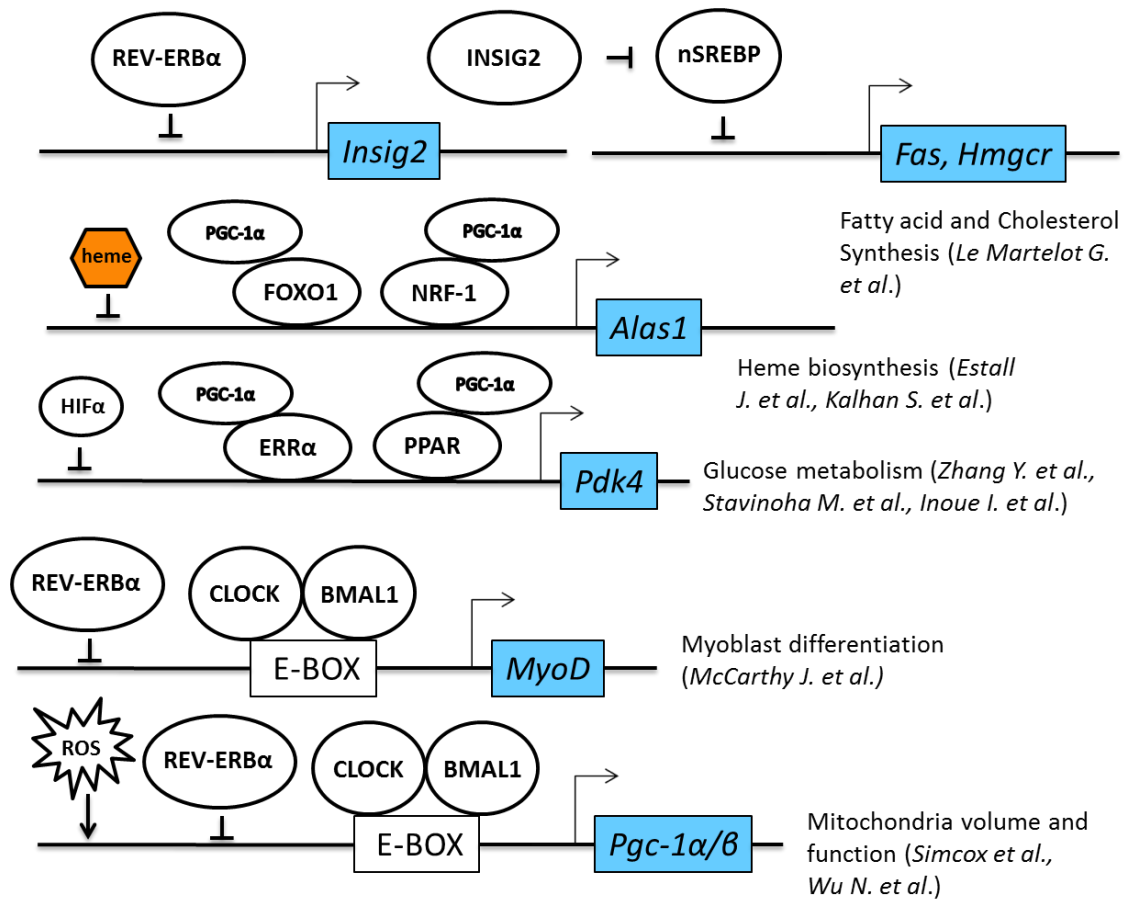 REV-ERBα
INSIG2
nSREBP
Insig2
Fas, Hmgcr
Fatty acid and Cholesterol
Synthesis (Le Martelot G.
et al.)
heme
PGC-1α
PGC-1α
FOXO1
NRF-1
Alas1
Heme biosynthesis (Estall
J. et al., Kalhan S. et al.)
HIFα
PGC-1α
PGC-1α
ERRα
PPAR
Pdk4
Glucose metabolism (Zhang Y. et al.,
Stavinoha M. et al., Inoue I. et al.)
REV-ERBα
CLOCK
BMAL1
E-BOX
MyoD
Myoblast differentiation
(McCarthy J. et al.)
ROS
REV-ERBα
CLOCK
BMAL1
E-BOX
Pgc-1α/β
Mitochondria volume and
function (Simcox et al.,
Wu N. et al.)